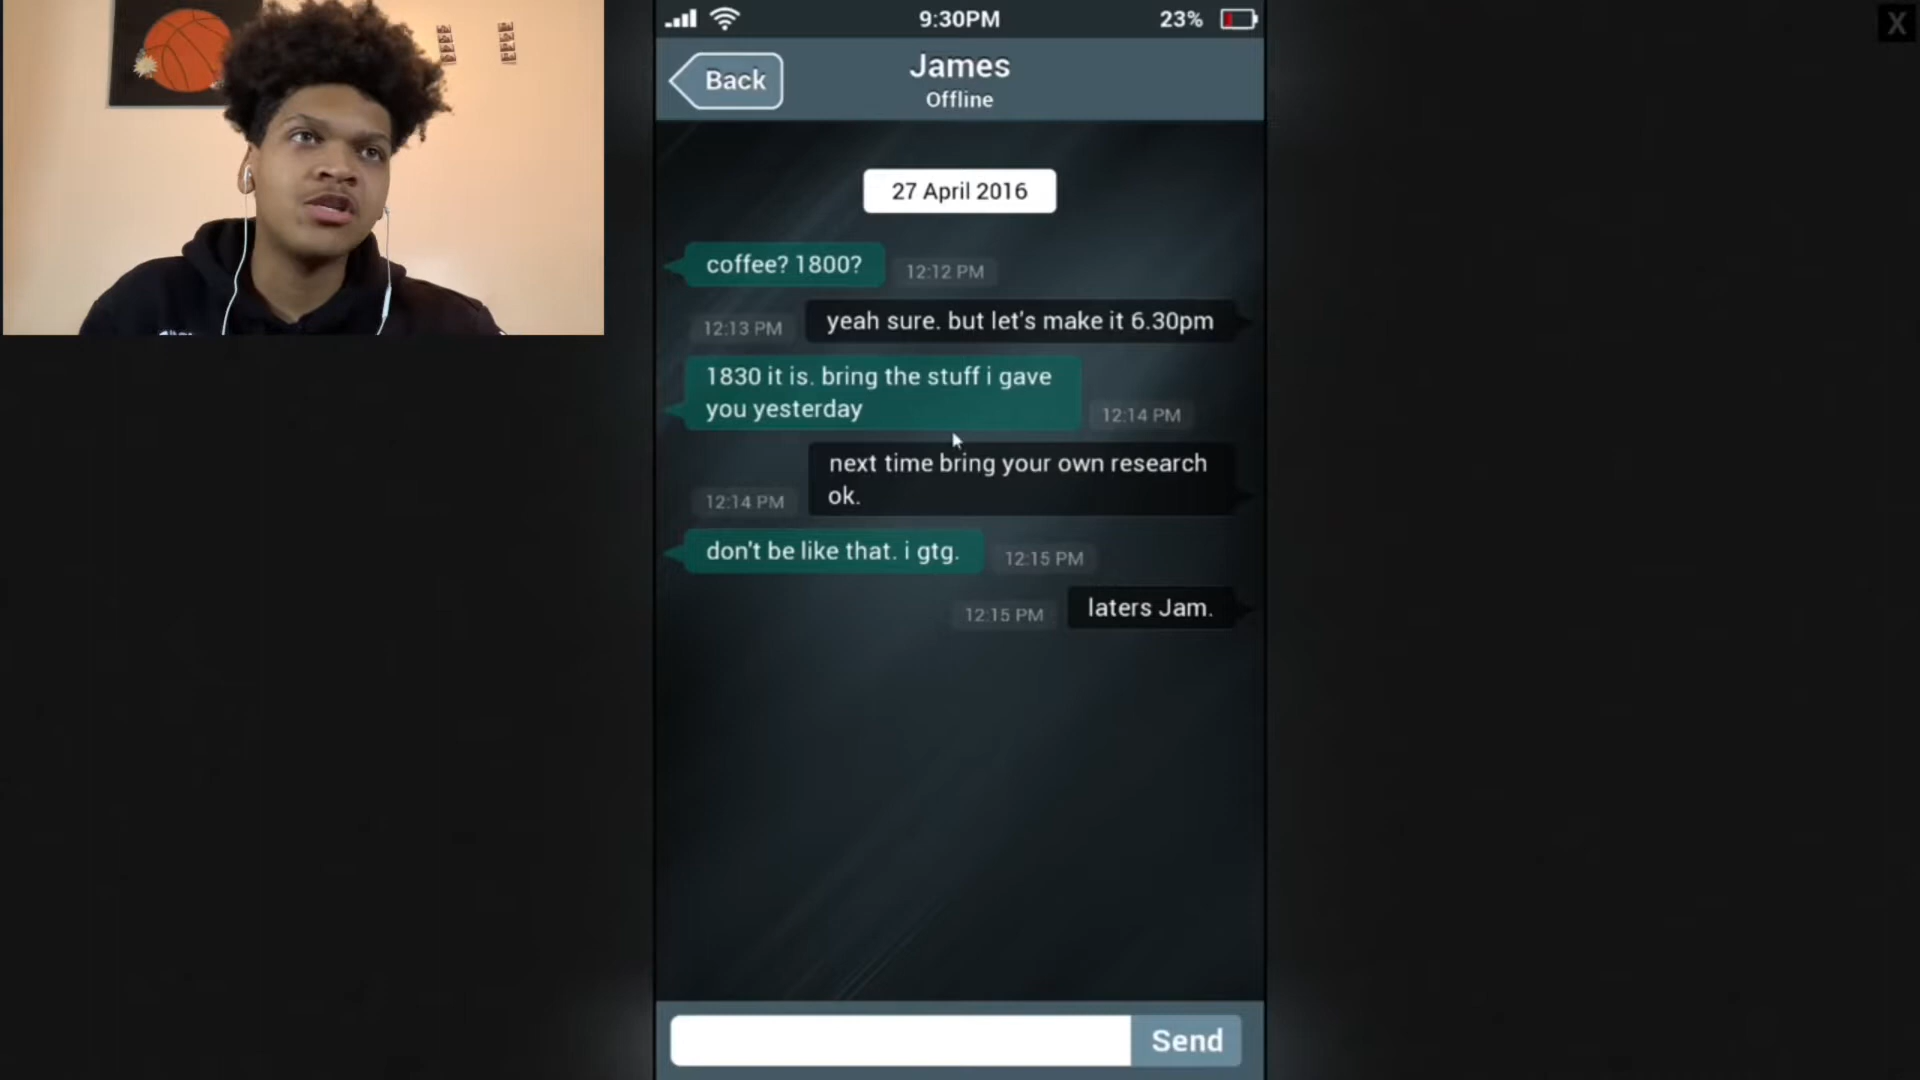 9:30PM
23%
X
Back
James
Offline
27 April 2016
coffee? 1800?
12:12 PM
yeah sure. but let's make it 6.30pm
12:13 PM
1830 it is. bring the stuff i gave
you yesterday
12:14 PM
next time bring your own research
ok.
12:14 PM
don't be like that. i gtg.
12:15 PM
laters Jam.
12:15 PM
Send